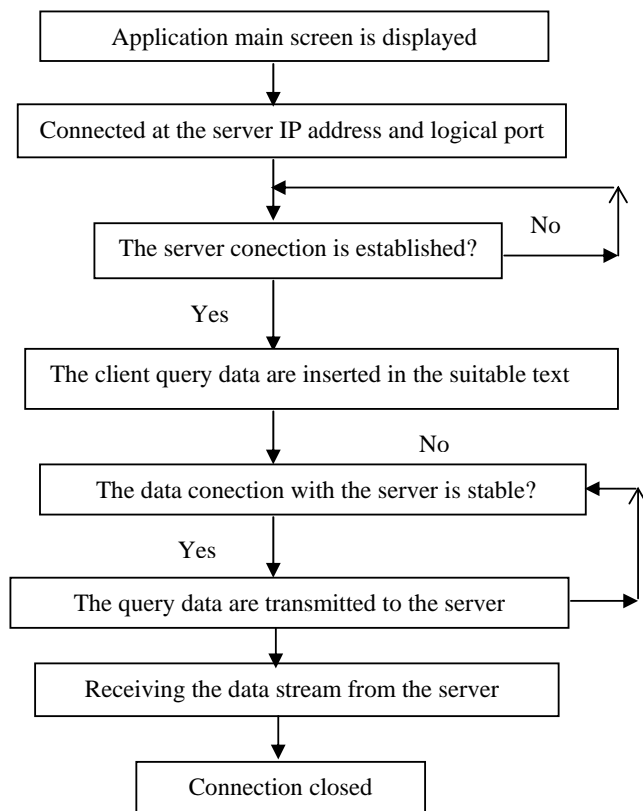 Application main screen is displayed
Connected at the server IP address and logical port
No
The server conection is established?
Yes
The client query data are inserted in the suitable text
No
The data conection with the server is stable?
Yes
The query data are transmitted to the server
Receiving the data stream from the server
Connection closed